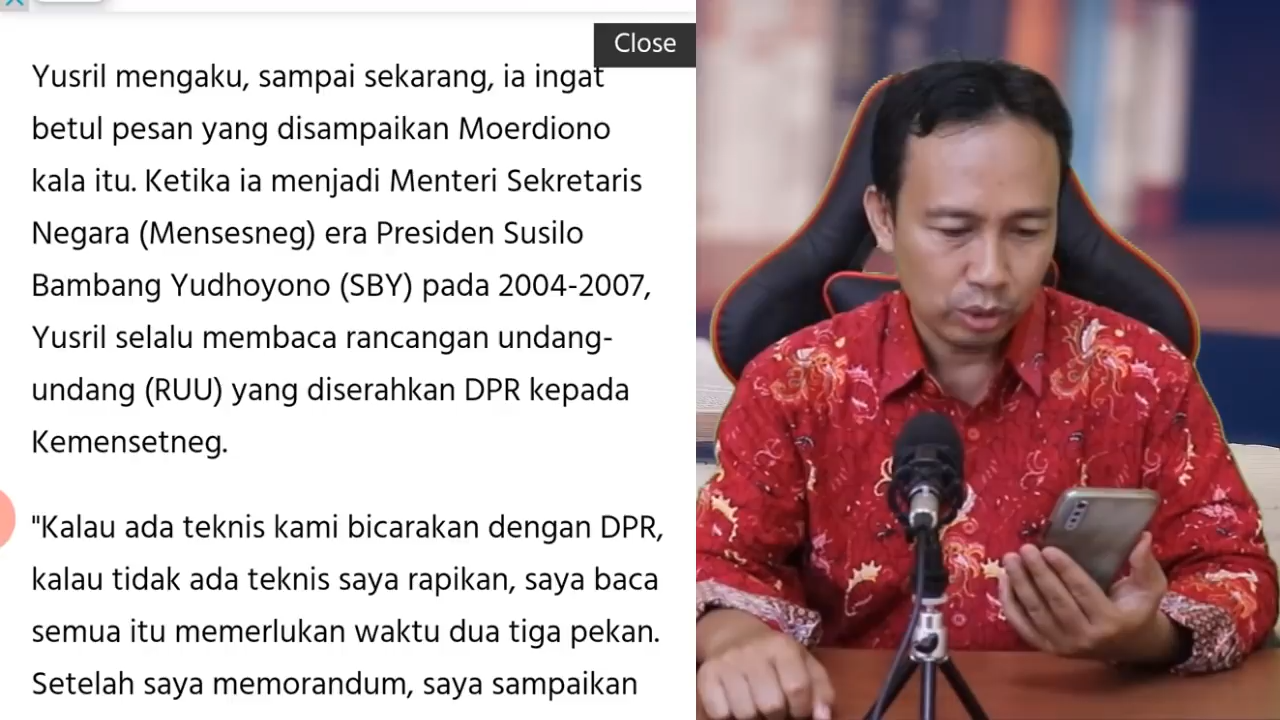 Close
Yusril mengaku, sampai sekarang, ia ingat
betul pesan yang disampaikan Moerdiono
kala itu. Ketika ia menjadi Menteri Sekretaris
Negara (Mensesneg) era Presiden Susilo
Bambang Yudhoyono (SBY) pada 2004-2007,
Yusril selalu membaca rancangan undang-
undang (RUU) yang diserahkan DPR kepada
Kemensetneg.
"Kalau ada teknis kami bicarakan dengan DPR,
kalau tidak ada teknis saya rapikan, saya baca
semua itu memerlukan waktu dua tiga pekan.
Setelah saya memorandum, saya sampaikan